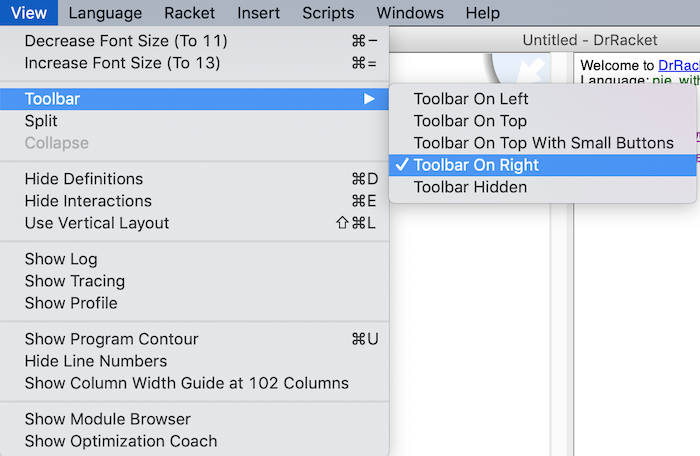 View Language Racket Insert Scripts Windows Help
Untitled - DrRacket
Decrease Font Size (To 11) ⌘−
Increase Font Size (To 13) ⌘=
Toolbar ▶
Split
Collapse
Hide Definitions ⌘D
Hide Interactions ⌘E
Use Vertical Layout ⇧⌘L
Show Log
Show Tracing
Show Profile
Show Program Contour ⌘U
Hide Line Numbers
Show Column Width Guide at 102 Columns
Show Module Browser
Show Optimization Coach
Toolbar On Left
Toolbar On Top
Toolbar On Top With Small Buttons
✓ Toolbar On Right
Toolbar Hidden
Welcome to DrRac
Language: pie, with